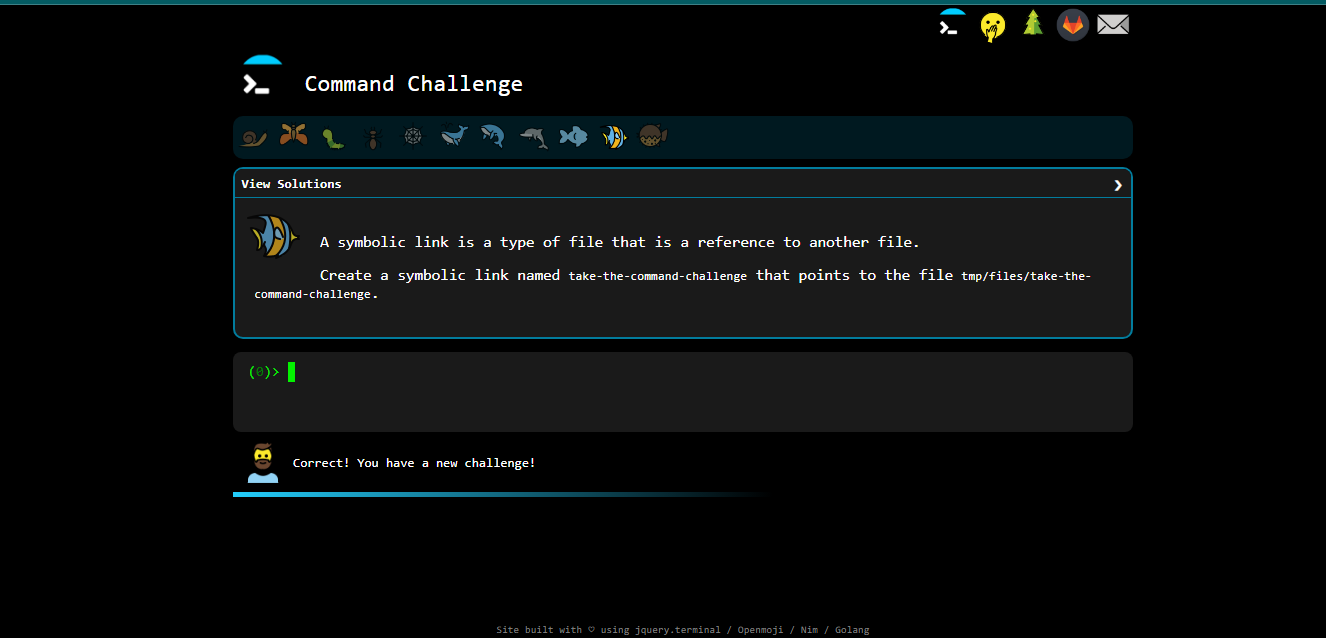 Command Challenge
View Solutions
A symbolic link is a type of file that is a reference to another file.
Create a symbolic link named take-the-command-challenge that points to the file tmp/files/take-the-
command-challenge.
(0)>
Correct! You have a new challenge!
Site built with ♡ using jquery.terminal / Openmoji / Nim / Golang